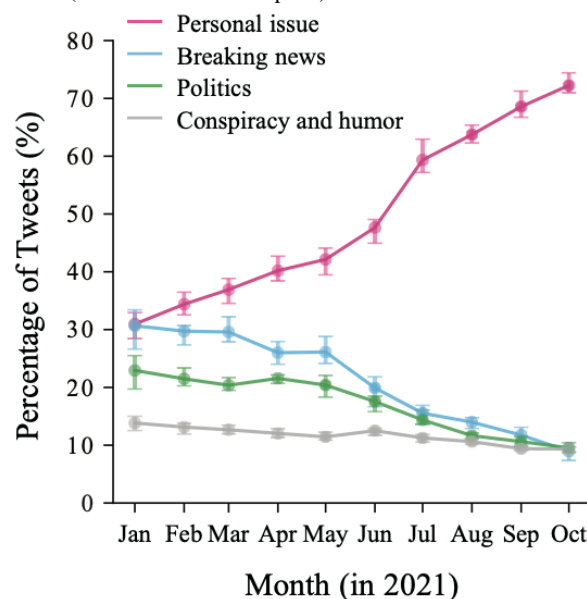 Personal issue
Breaking news
Politics
Conspiracy and humor
Percentage of Tweets (%)
80
70
60
50
40
30
20
10
0
Jan Feb Mar Apr May Jun Jul Aug Sep Oct
Month (in 2021)